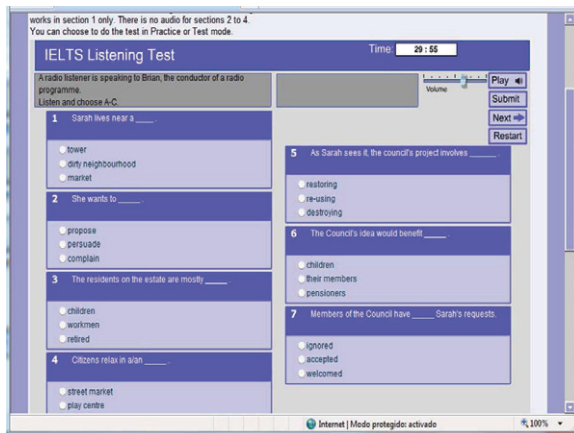 works in section 1 only. There is no audio for sections 2 to 4.
You can choose to do the test in Practice or Test mode.
IELTS Listening Test
Time: 29 : 55
A radio listener is speaking to Brian, the conductor of a radio
programme.
Listen and choose A-C.
Volume
Play
Submit
Next
Restart
1 Sarah lives near a ____ .
tower
dirty neighbourhood
market
2 She wants to _____ .
propose
persuade
complain
3 The residents on the estate are mostly _____ .
children
workmen
retired
4 Citizens relax in a/an _____ .
street market
play centre
5 As Sarah sees it, the council's project involves ______ .
restoring
re-using
destroying
6 The Council's idea would benefit _____ .
children
their members
pensioners
7 Members of the Council have _____ Sarah's requests.
ignored
accepted
welcomed
Internet | Modo protegido: activado
100%